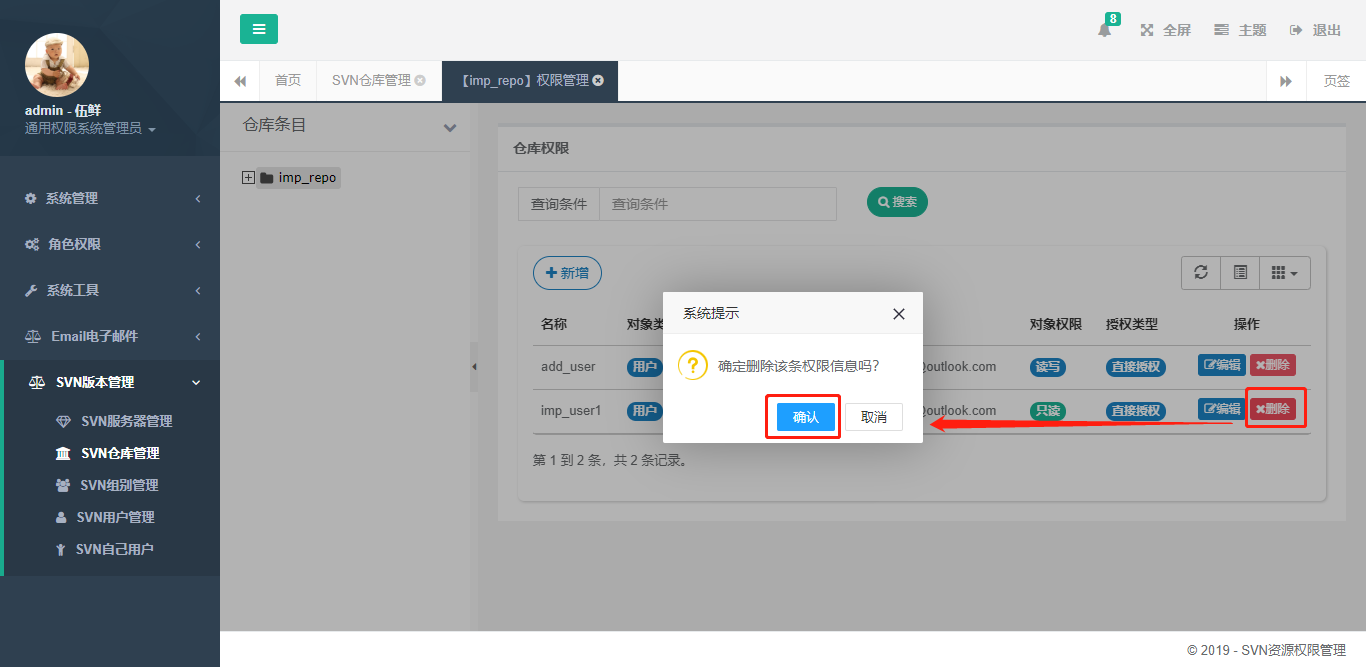 8
全屏
主题
退出
admin - 伍鲜
通用权限系统管理员
首页
SVN仓库管理
【imp_repo】权限管理
页签
系统管理
角色权限
系统工具
Email电子邮件
SVN版本管理
SVN服务器管理
SVN仓库管理
SVN组别管理
SVN用户管理
SVN自己用户
仓库条目
imp_repo
仓库权限
查询条件
查询条件
搜索
新增
名称 对象类 对象权限 授权类型 操作
add_user 用户 @outlook.com 读写 直接授权 编辑 删除
imp_user1 用户 @outlook.com 只读 直接授权 编辑 删除
第 1 到 2 条，共 2 条记录。
系统提示
确定删除该条权限信息吗?
确认
取消
© 2019 - SVN资源权限管理